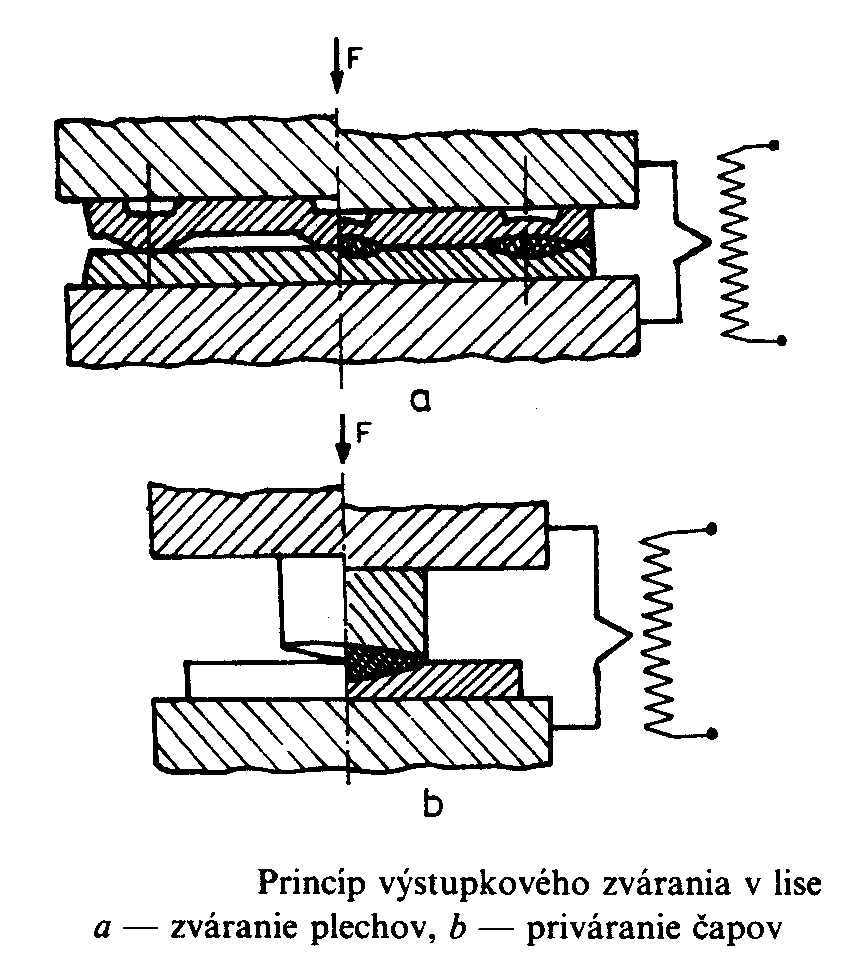 F
a
F
b
Princíp výstupkového zvárania v lise
a — zváranie plechov, b — priváranie čapov